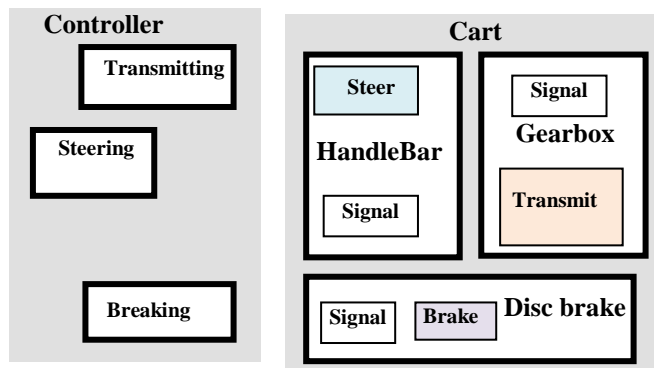 Controller
Transmitting
Steering
Breaking
Cart
Steer
HandleBar
Signal
Signal
Gearbox
Transmit
Signal
Brake
Disc brake